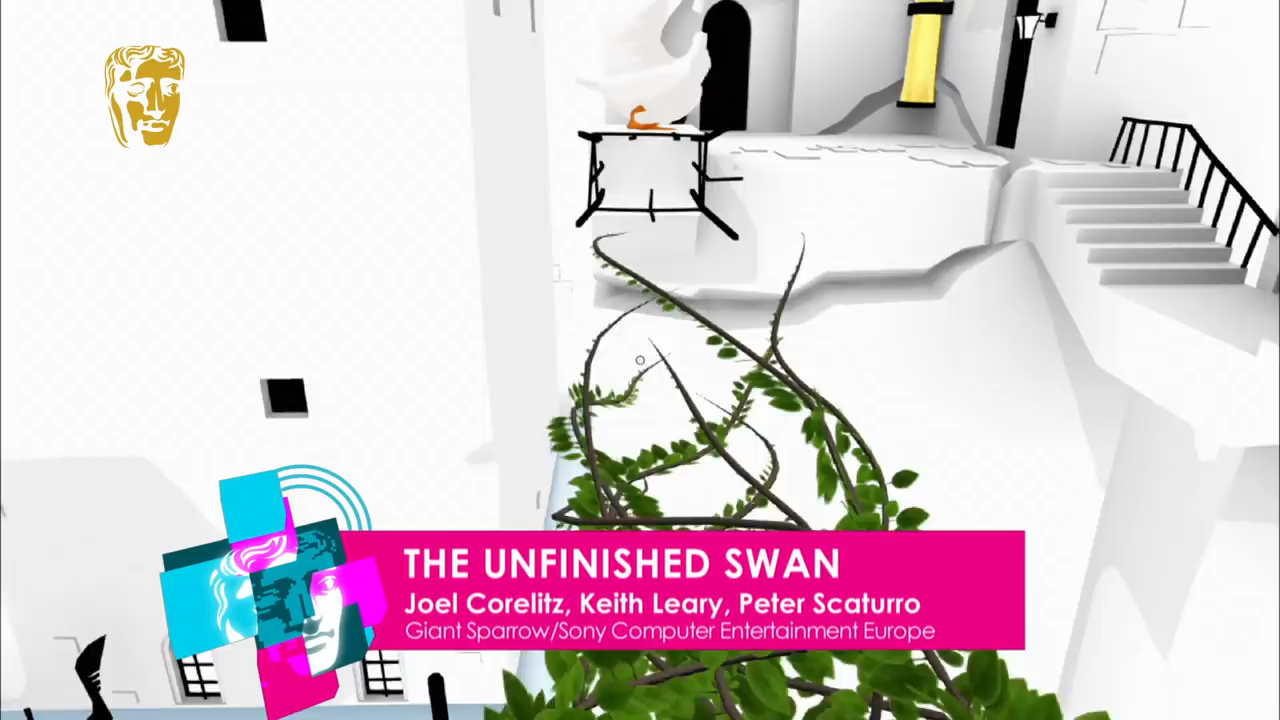 THE UNFINISHED SWAN
Joel Corelitz, Keith Leary, Peter Scaturro
Giant Sparrow/Sony Computer Entertainment Europe